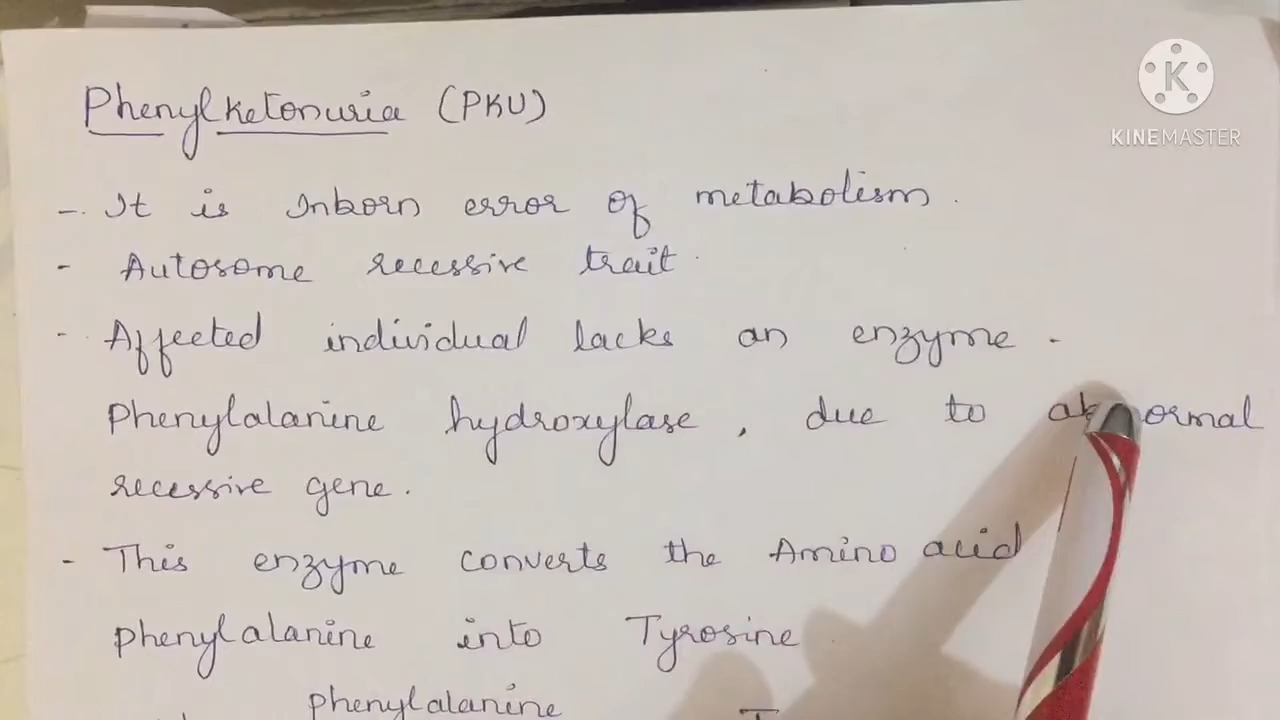 Phenylketonuria (PKU)
K
KINEMASTER
- It is Inborn error of metabolism.
- Autosome recessive trait.
- Affected individual lacks an enzyme -
Phenylalanine hydroxylase, due to
recessive gene.
- This enzyme converts the Amino acid
phenylalanine into Tyrosine
phenylalanine